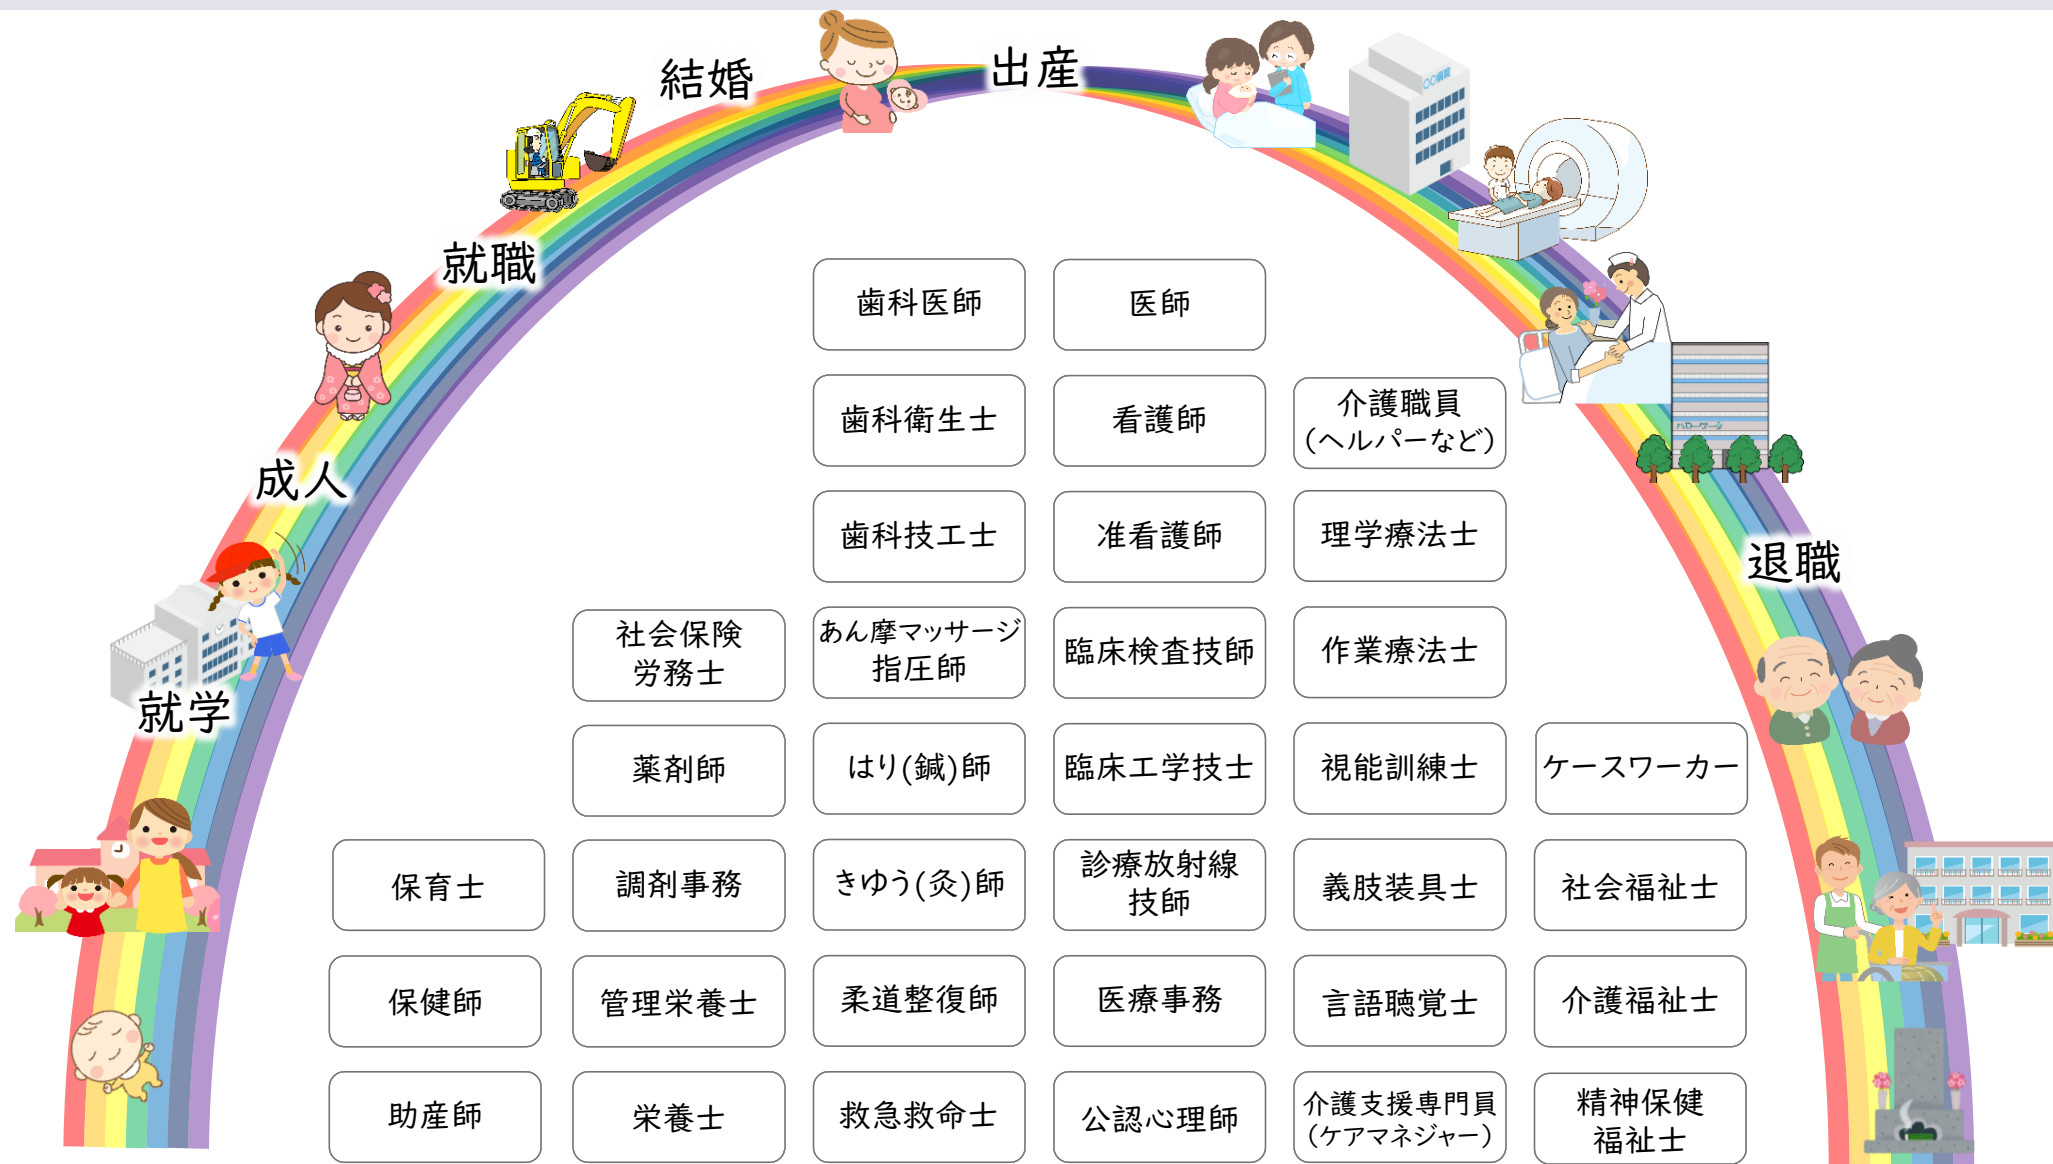 結婚
出産
〇〇病院
就職
歯科医師
医師
歯科衛生士
看護師
介護職員
(ヘルパーなど)
ハローワーク
成人
歯科技工士
准看護師
理学療法士
退職
社会保険
労務士
あん摩マッサージ
指圧師
臨床検査技師
作業療法士
就学
薬剤師
はり(鍼)師
臨床工学技士
視能訓練士
ケースワーカー
保育士
調剤事務
きゆう(灸)師
診療放射線
技師
義肢装具士
社会福祉士
保健師
管理栄養士
柔道整復師
医療事務
言語聴覚士
介護福祉士
助産師
栄養士
救急救命士
公認心理師
介護支援専門員
(ケアマネジャー)
精神保健
福祉士